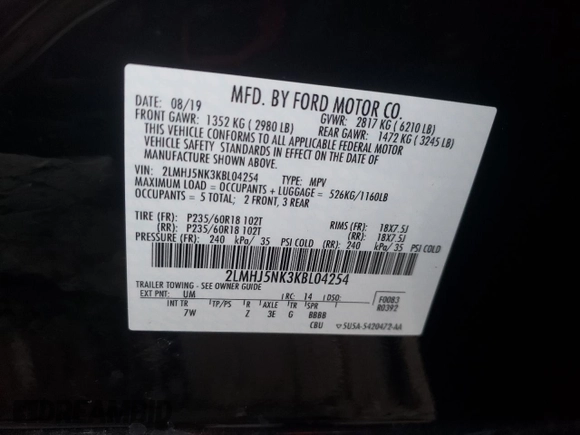 MFD. BY FORD MOTOR CO.
DATE: 08/19 GVWR: 2817 KG ( 6210 LB)
FRONT GAWR: 1352 KG ( 2980 LB) REAR GAWR: 1472 KG ( 3245 LB)
THIS VEHICLE CONFORMS TO ALL APPLICABLE FEDERAL MOTOR
VEHICLE SAFETY STANDARDS IN EFFECT ON THE DATE OF MANUFACTURE
SHOWN ABOVE.
VIN: 2LMHJ5NK3KBL04254 TYPE: MPV
MAXIMUM LOAD = OCCUPANTS + LUGGAGE = 526KG/1160LB
OCCUPANTS = 5 TOTAL; 2 FRONT, 3 REAR
TIRE (FR): P235/60R18 102T RIMS (FR): 18X7.5J
(RR): P235/60R18 102T (RR): 18X7.5J
PRESSURE (FR): 240 kPa/ 35 PSI COLD (RR): 240 kPa/ 35 PSI COLD
2LMHJ5NK3KBL04254
TRAILER TOWING - SEE OWNER GUIDE
EXT PNT: UM RC: 14 DSO: F0083
INT TR TP/PS R AXLE TR SPR R0392
7W Z 3E G BBBB
CBU 5U5A-5420472-AA
DREAMBID